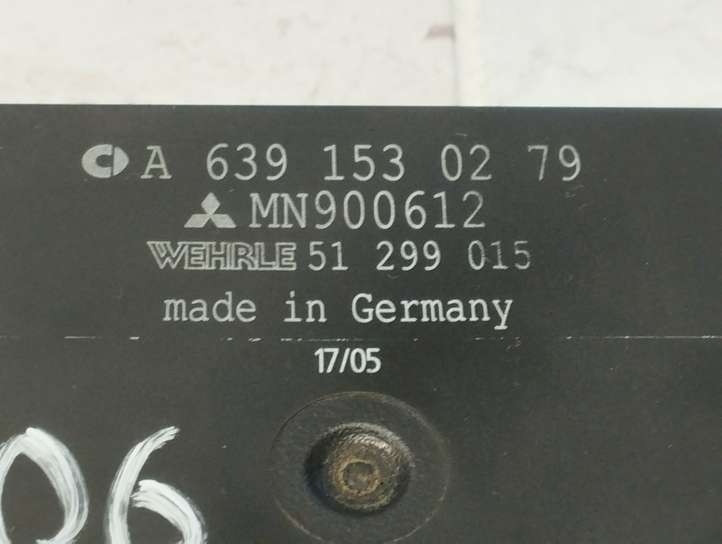 A 639 153 02 79
MN900612
WEHRLE 51 299 015
made in Germany
17/05
06